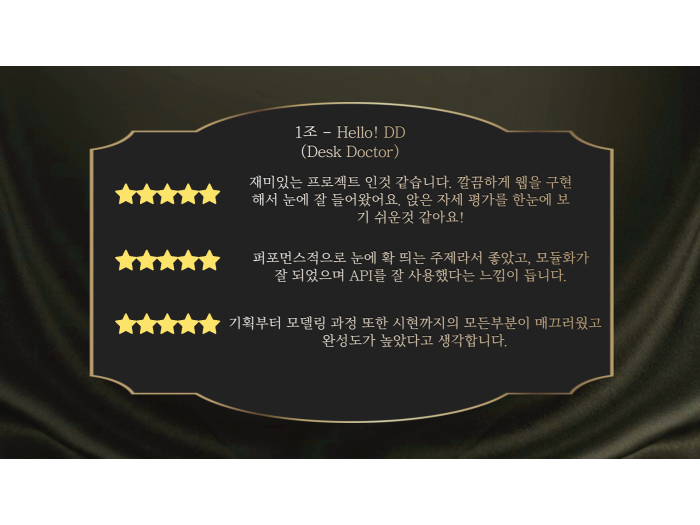 1조 - Hello! DD
(Desk Doctor)
재미있는 프로젝트 인것 같습니다. 깔끔하게 웹을 구현
해서 눈에 잘 들어왔어요. 앉은 자세 평가를 한눈에 보
기 쉬운것 같아요!
퍼포먼스적으로 눈에 확 띄는 주제라서 좋았고, 모듈화가
잘 되었으며 API를 잘 사용했다는 느낌이 듭니다.
기획부터 모델링 과정 또한 시현까지의 모든부분이 매끄러웠고
완성도가 높았다고 생각합니다.